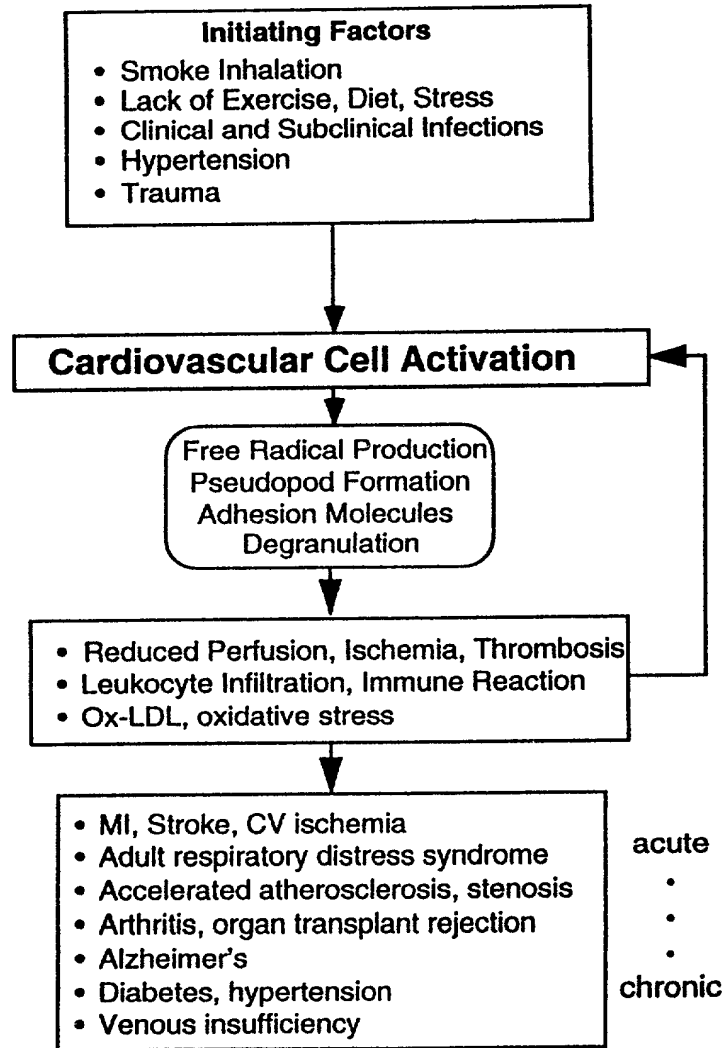 Initiating Factors
• Smoke Inhalation
• Lack of Exercise, Diet, Stress
• Clinical and Subclinical Infections
• Hypertension
• Trauma
Cardiovascular Cell Activation
Free Radical Production
Pseudopod Formation
Adhesion Molecules
Degranulation
• Reduced Perfusion, Ischemia, Thrombosis
• Leukocyte Infiltration, Immune Reaction
• Ox-LDL, oxidative stress
• MI, Stroke, CV ischemia
• Adult respiratory distress syndrome
• Accelerated atherosclerosis, stenosis
• Arthritis, organ transplant rejection
• Alzheimer's
• Diabetes, hypertension
• Venous insufficiency
acute
•
•
•
chronic